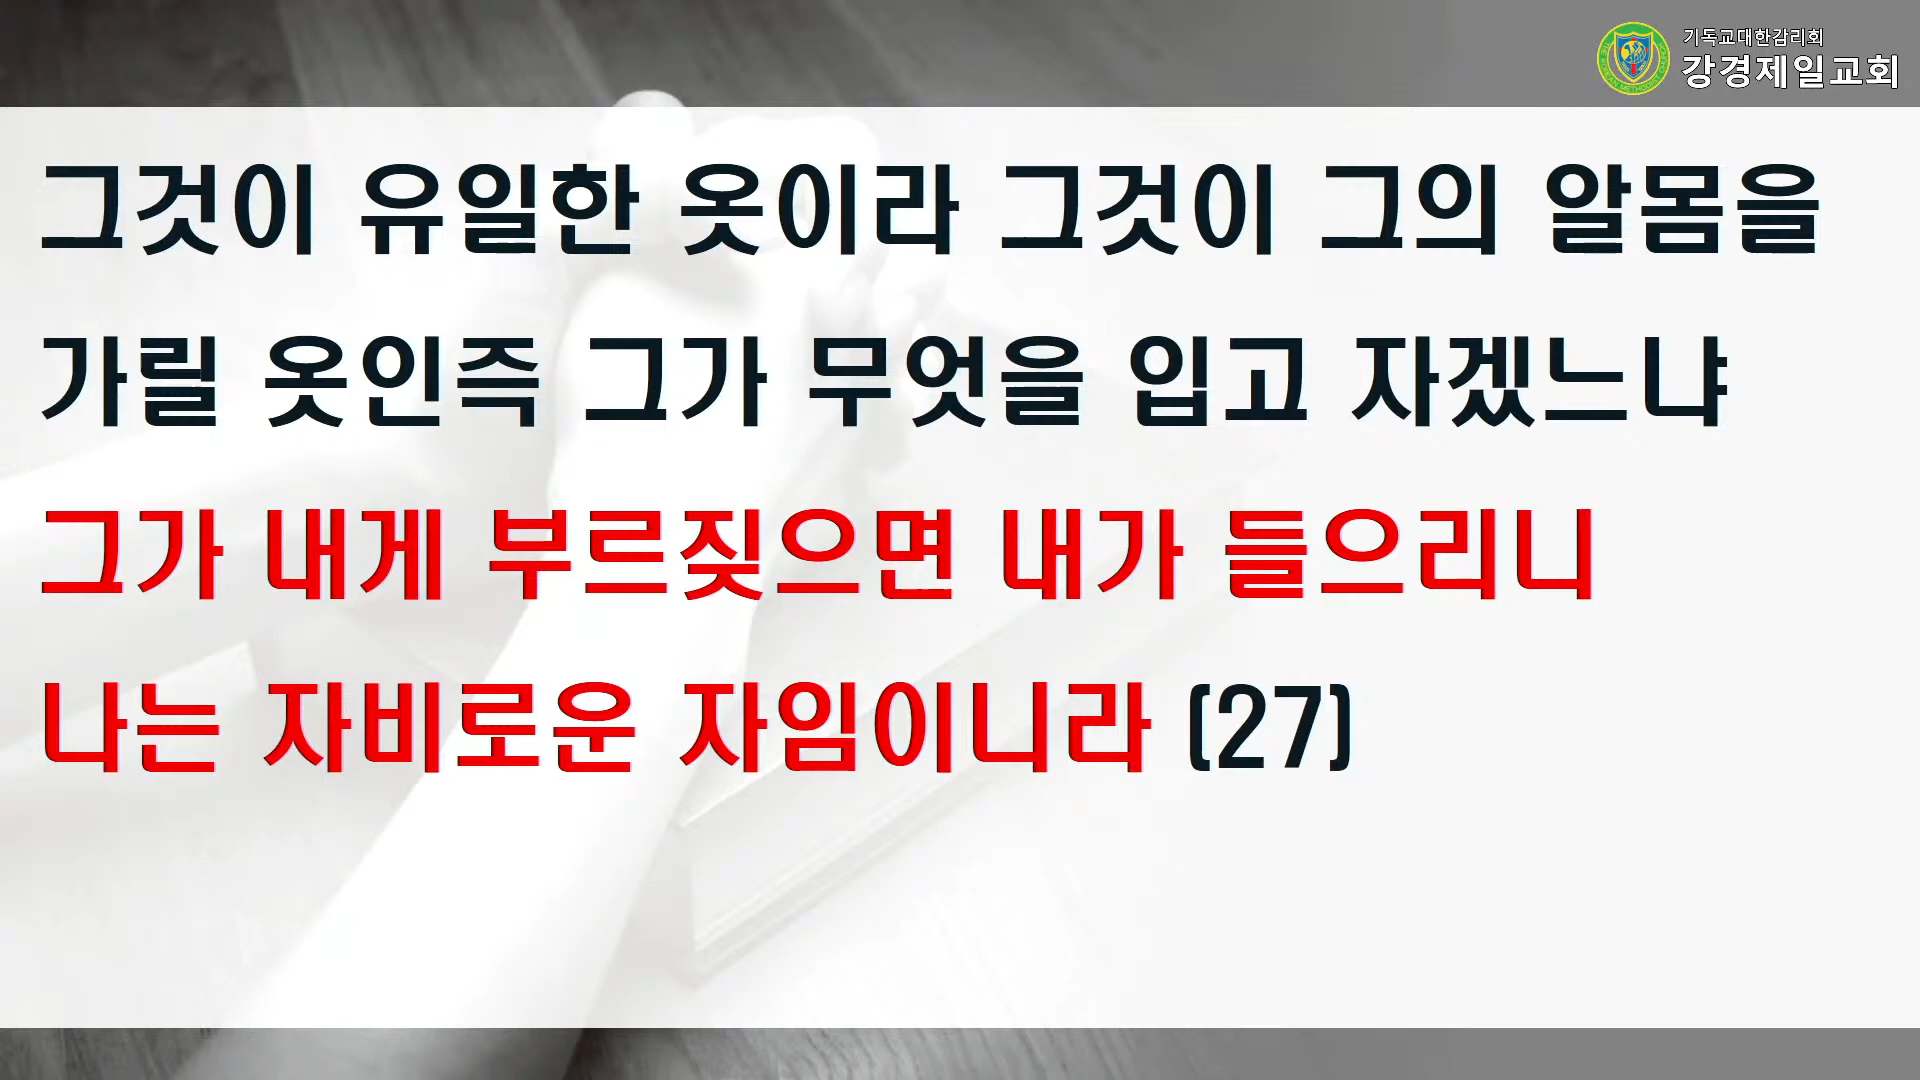 기독교대한감리회
강경제일교회
그것이 유일한 옷이라 그것이 그의 알몸을
가릴 옷인즉 그가 무엇을 입고 자겠느냐
그가 내게 부르짖으면 내가 들으리니
나는 자비로운 자임이니라 (27)